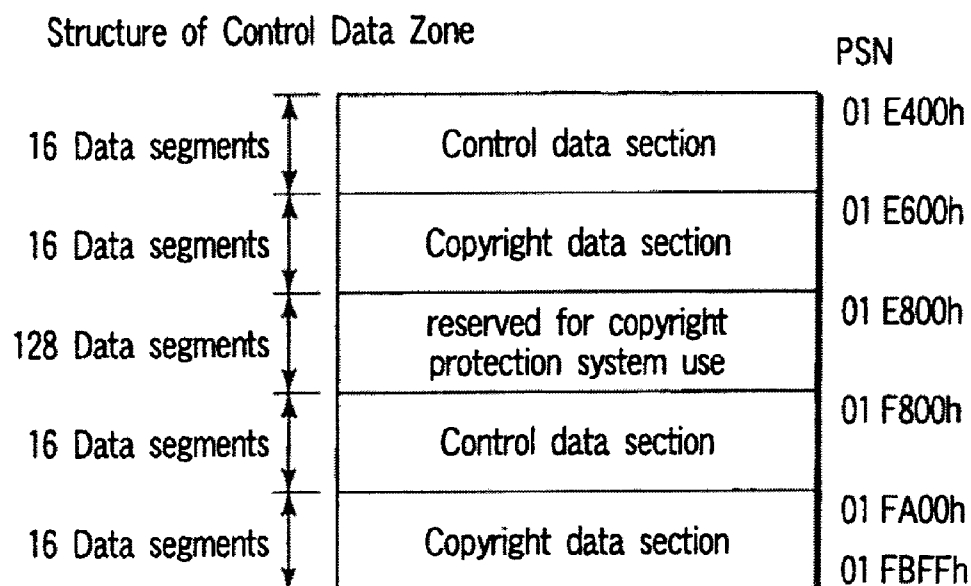 Structure of Control Data Zone
PSN
01 E400h
16 Data segments
Control data section
01 E600h
16 Data segments
Copyright data section
01 E800h
128 Data segments
reserved for copyright
protection system use
01 F800h
16 Data segments
Control data section
01 FA00h
16 Data segments
Copyright data section
01 FBFFh